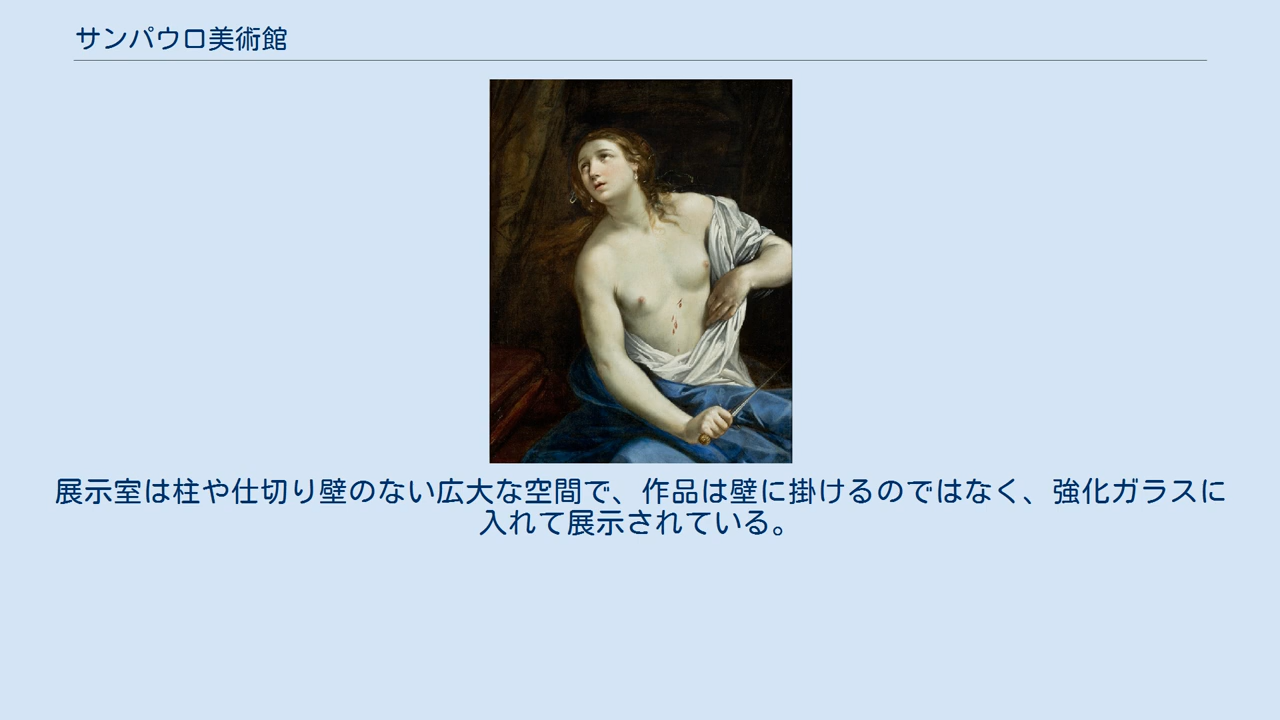 サンパウロ美術館
展示室は柱や仕切り壁のない広大な空間で、作品は壁に掛けるのではなく、強化ガラスに
入れて展示されている。